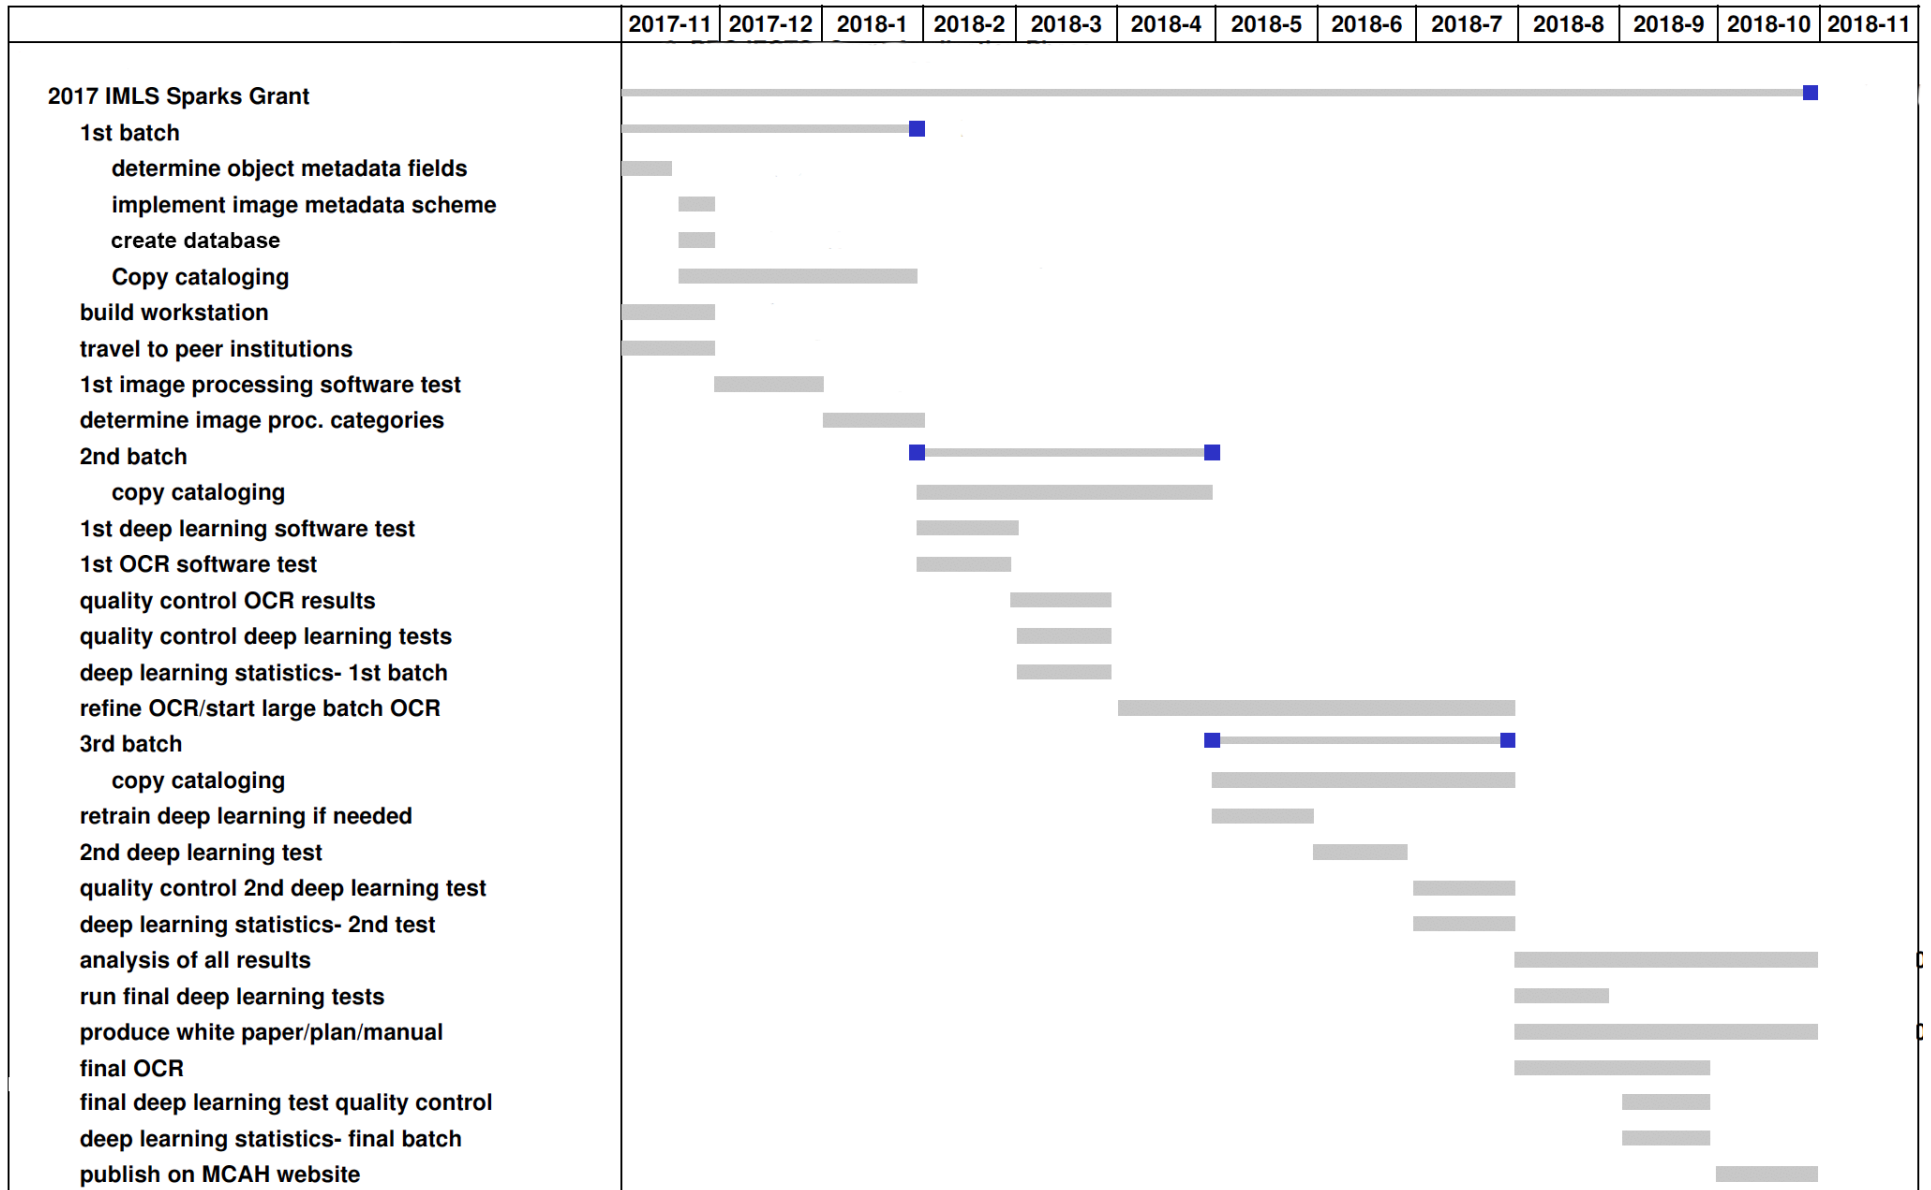 2017-11 2017-12 2018-1 2018-2 2018-3 2018-4 2018-5 2018-6 2018-7 2018-8 2018-9 2018-10 2018-11
2017 IMLS Sparks Grant
1st batch
determine object metadata fields
implement image metadata scheme
create database
Copy cataloging
build workstation
travel to peer institutions
1st image processing software test
determine image proc. categories
2nd batch
copy cataloging
1st deep learning software test
1st OCR software test
quality control OCR results
quality control deep learning tests
deep learning statistics- 1st batch
refine OCR/start large batch OCR
3rd batch
copy cataloging
retrain deep learning if needed
2nd deep learning test
quality control 2nd deep learning test
deep learning statistics- 2nd test
analysis of all results
run final deep learning tests
produce white paper/plan/manual
final OCR
final deep learning test quality control
deep learning statistics- final batch
publish on MCAH website